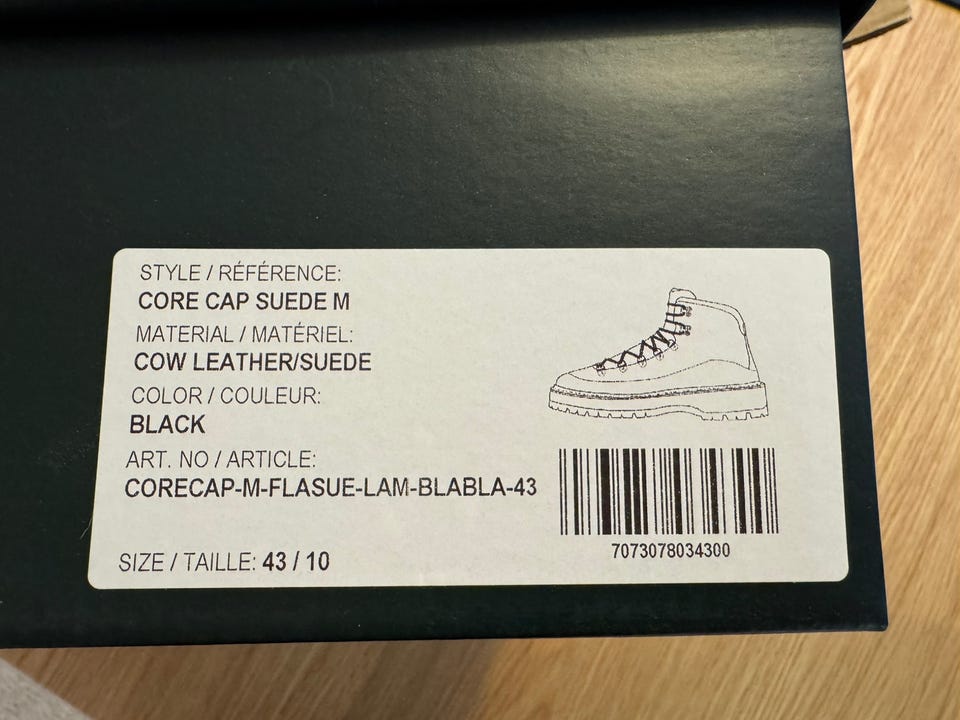 STYLE / RÉFÉRENCE:
CORE CAP SUEDE M
MATERIAL / MATÉRIEL:
COW LEATHER/SUEDE
COLOR / COULEUR:
BLACK
ART. NO / ARTICLE:
CORECAP-M-FLASUE-LAM-BLABLA-43
7073078034300
SIZE / TAILLE: 43 / 10